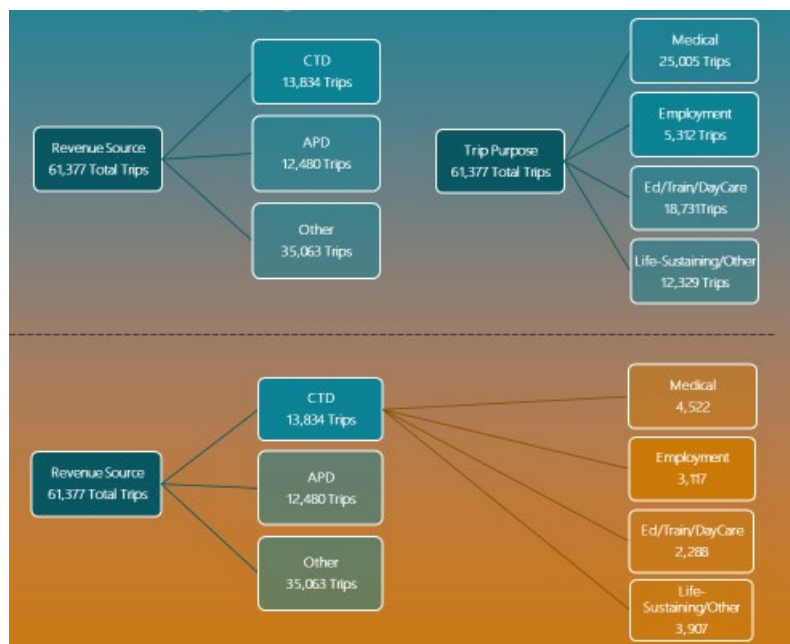 CTD
13,834 Trips
Revenue Source
61,377 Total Trips
APD
12,480 Trips
Other
35,063 Trips
Medical
25,005 Trips
Employment
5,312 Trips
Trip Purpose
61,377 Total Trips
Ed/Train/DayCare
18,731Trips
Life-Sustaining/Other
12,329 Trips
CTD
13,834 Trips
Revenue Source
61,377 Total Trips
APD
12,480 Trips
Other
35,063 Trips
Medical
4,522
Employment
3,117
Ed/Train/DayCare
2,288
Life-
Sustaining/Other
3,907